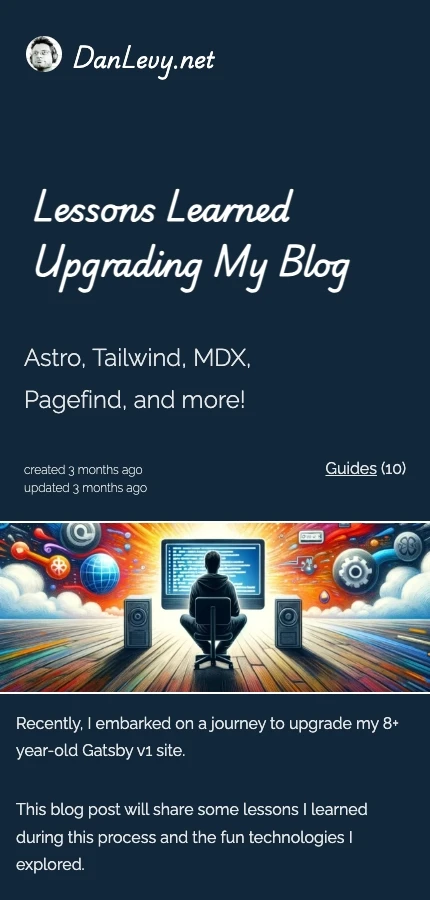 DanLevy.net
Lessons Learned
Upgrading My Blog
Astro, Tailwind, MDX,
Pagefind, and more!
created 3 months ago
updated 3 months ago
Guides (10)
Recently, I embarked on a journey to upgrade my 8+
year-old Gatsby v1 site.
This blog post will share some lessons I learned
during this process and the fun technologies I
explored.